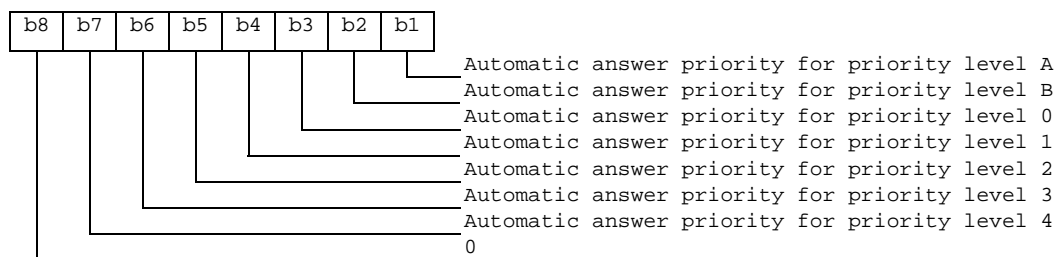 b8 b7 b6 b5 b4 b3 b2 b1
Automatic answer priority for priority level A
Automatic answer priority for priority level B
Automatic answer priority for priority level 0
Automatic answer priority for priority level 1
Automatic answer priority for priority level 2
Automatic answer priority for priority level 3
Automatic answer priority for priority level 4
0